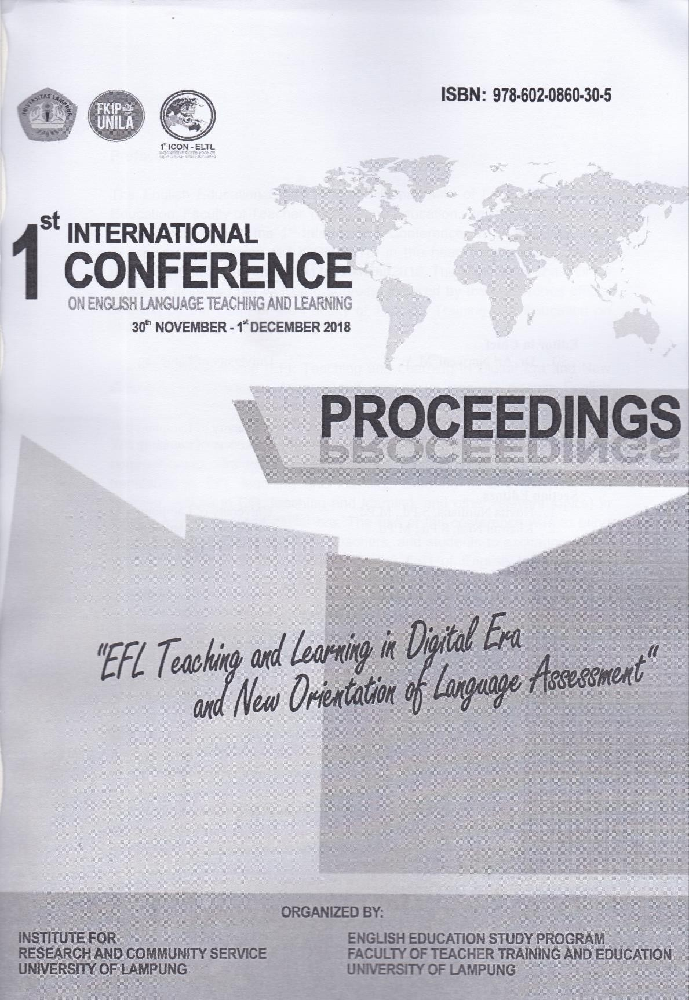 UNIVERSITAS LAMPUNG
FKIP
UNILA
1st ICON - ELTL
International Conference on
English Language Teaching and Learning
ISBN: 978-602-0860-30-5
1st INTERNATIONAL
CONFERENCE
ON ENGLISH LANGUAGE TEACHING AND LEARNING
30th NOVEMBER - 1st DECEMBER 2018
PROCEEDINGS
"EFL Teaching and Learning in Digital Era
and New Orientation of Language Assessment"
ORGANIZED BY:
INSTITUTE FOR
RESEARCH AND COMMUNITY SERVICE
UNIVERSITY OF LAMPUNG
ENGLISH EDUCATION STUDY PROGRAM
FACULTY OF TEACHER TRAINING AND EDUCATION
UNIVERSITY OF LAMPUNG